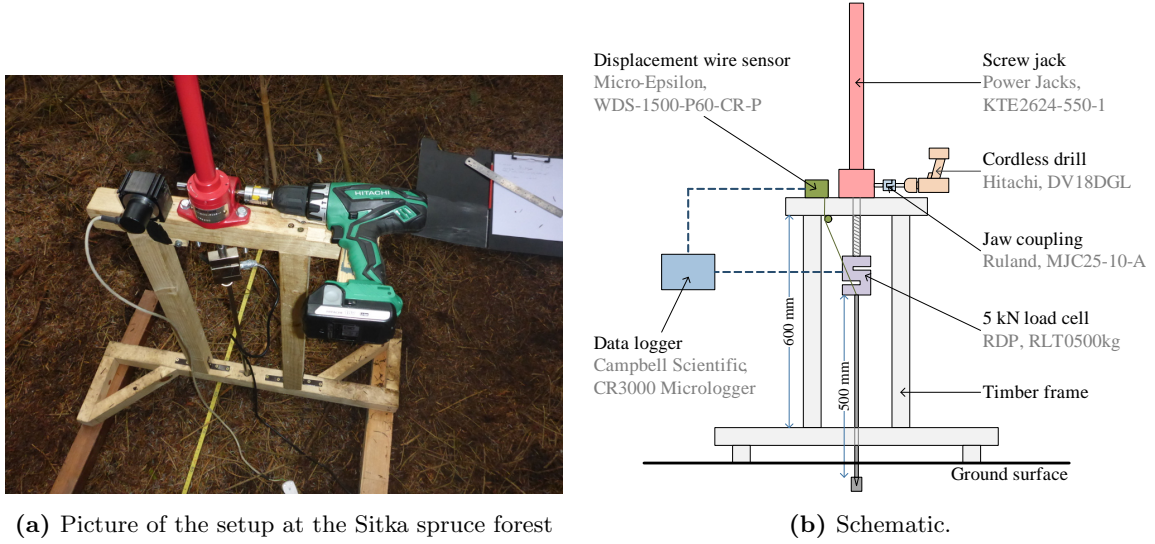 HITACHI
Displacement wire sensor
Micro-Epsilon,
WDS-1500-P60-CR-P
Screw jack
Power Jacks,
KTE2624-550-1
Cordless drill
Hitachi, DV18DGL
Jaw coupling
Ruland, MJC25-10-A
600 mm
500 mm
5 kN load cell
RDP, RLT0500kg
Data logger
Campbell Scientific,
CR3000 Micrologger
Timber frame
Ground surface
(a) Picture of the setup at the Sitka spruce forest
(b) Schematic.